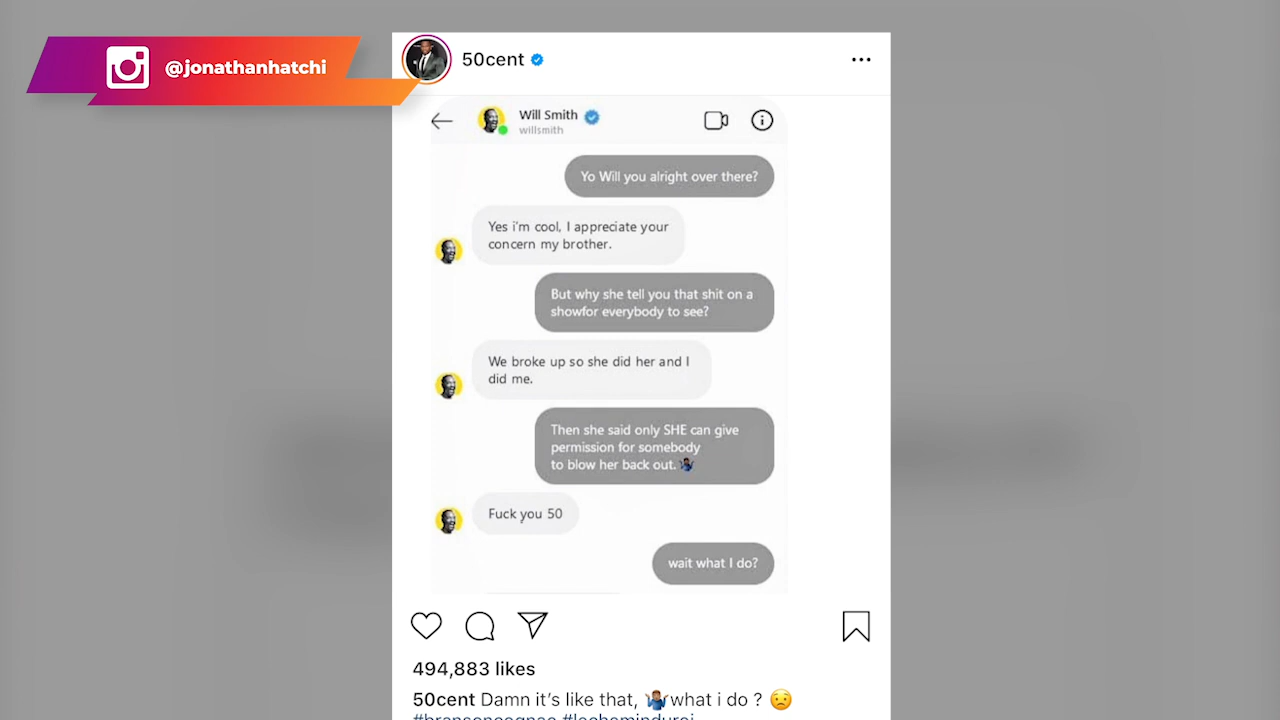 @jonathanhatchi
50cent
Will Smith
willsmith
Yo Will you alright over there?
Yes i'm cool, I appreciate your
concern my brother.
But why she tell you that shit on a
showfor everybody to see?
We broke up so she did her and I
did me.
Then she said only SHE can give
permission for somebody
to blow her back out.🤷🏿‍♂️
Fuck you 50
wait what I do?
494,883 likes
50cent Damn it's like that, 🤷🏽‍♂️what i do ? 😟
#bransoncognac #lecheminduroi